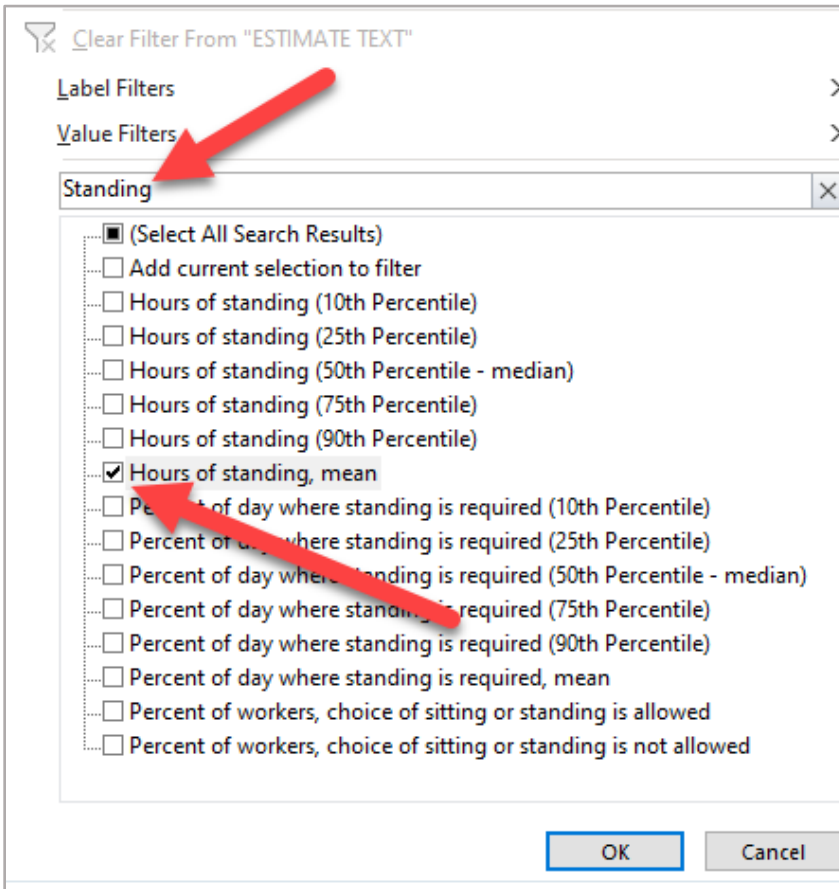 Clear Filter From "ESTIMATE TEXT"
Label Filters
Value Filters
Standing
(Select All Search Results)
Add current selection to filter
Hours of standing (10th Percentile)
Hours of standing (25th Percentile)
Hours of standing (50th Percentile - median)
Hours of standing (75th Percentile)
Hours of standing (90th Percentile)
Hours of standing, mean
Percent of day where standing is required (10th Percentile)
Percent of day where standing is required (25th Percentile)
Percent of day where standing is required (50th Percentile - median)
Percent of day where standing is required (75th Percentile)
Percent of day where standing is required (90th Percentile)
Percent of day where standing is required, mean
Percent of workers, choice of sitting or standing is allowed
Percent of workers, choice of sitting or standing is not allowed
OK Cancel